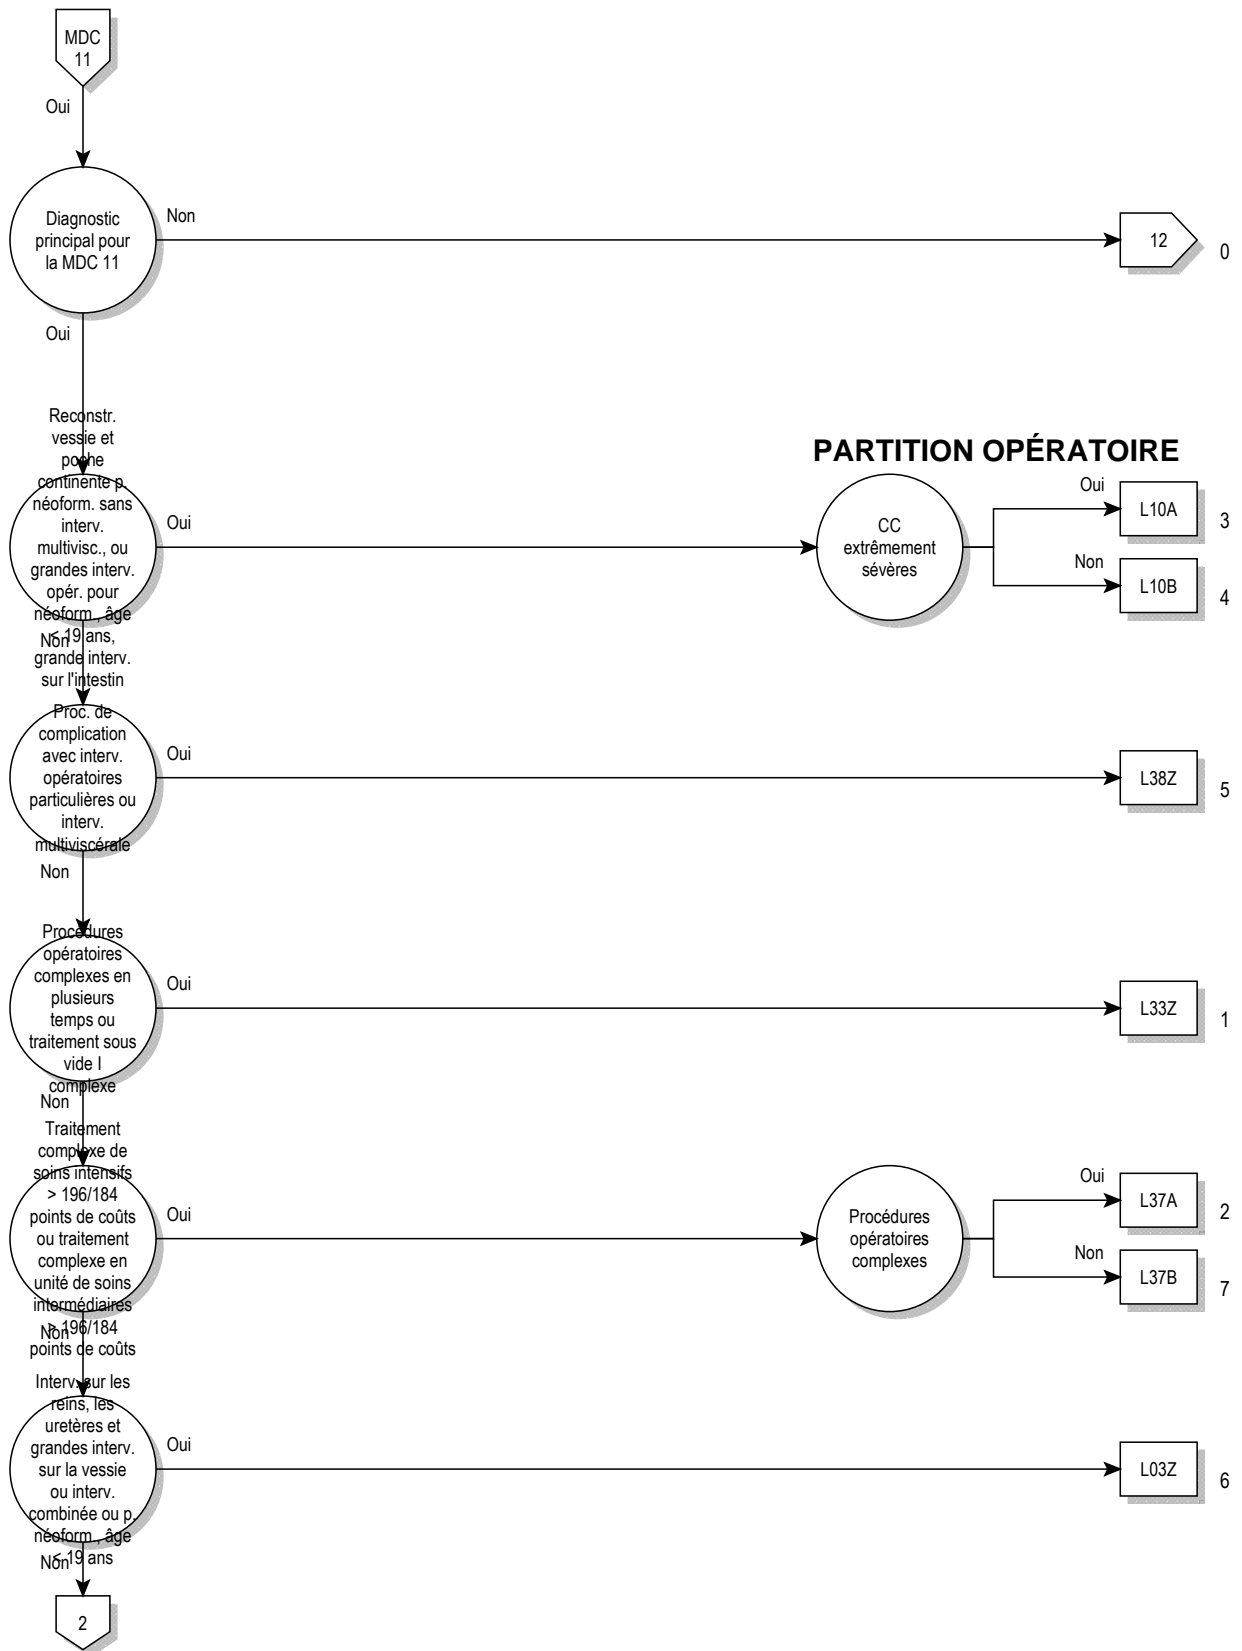 MDC
11
Oui
Diagnostic
principal pour
la MDC 11
Non
12
0
Oui
Reconstr.
vessie et
poche
continente p.
néoform. sans
interv.
multivisc., ou
grandes interv.
opér. pour
néoform., âge
< 19 ans,
grande interv.
sur l'intestin
Oui
PARTITION OPÉRATOIRE
CC
extrêmement
sévères
Oui
L10A
3
Non
L10B
4
Non
Proc. de
complication
avec interv.
opératoires
particulières ou
interv.
multiviscérale
Oui
L38Z
5
Non
Procédures
opératoires
complexes en
plusieurs
temps ou
traitement sous
vide I
complexe
Oui
L33Z
1
Non
Traitement
complexe de
soins intensifs
> 196/184
points de coûts
ou traitement
complexe en
unité de soins
intermédiaires
> 196/184
points de coûts
Oui
Procédures
opératoires
complexes
Oui
L37A
2
Non
L37B
7
Non
Interv. sur les
reins, les
uretères et
grandes interv.
sur la vessie
ou interv.
combinée ou p.
néoform., âge
< 19 ans
Oui
L03Z
6
Non
2